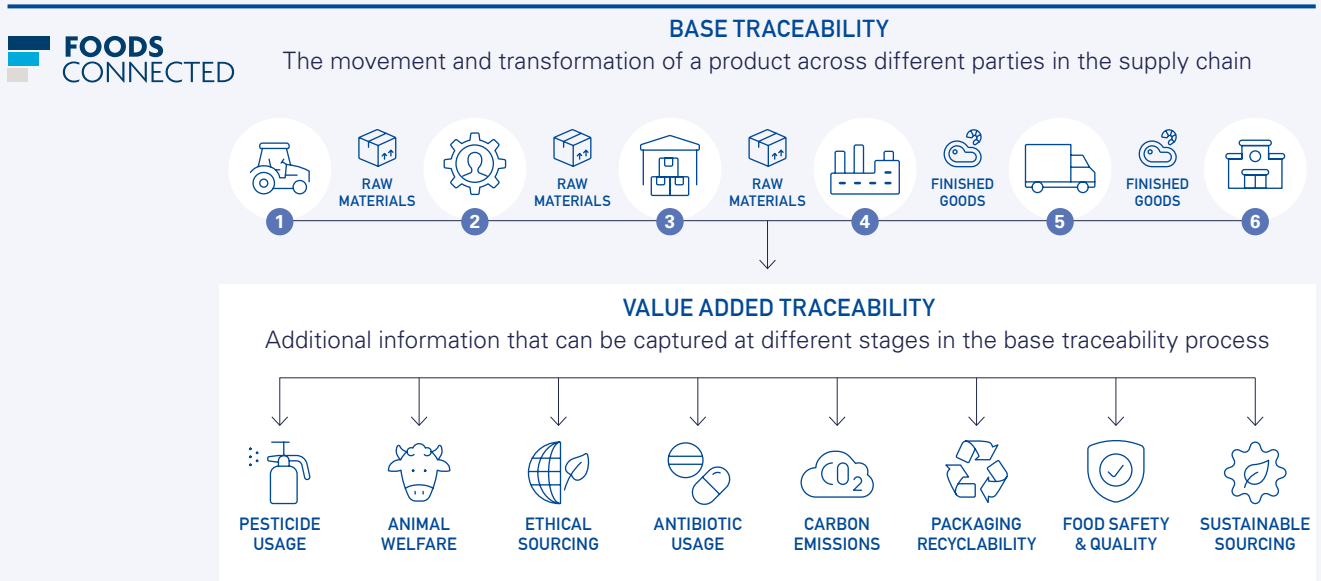 FOODS
CONNECTED
BASE TRACEABILITY
The movement and transformation of a product across different parties in the supply chain
RAW
MATERIALS
RAW
MATERIALS
RAW
MATERIALS
FINISHED
GOODS
FINISHED
GOODS
1
2
3
4
5
6
VALUE ADDED TRACEABILITY
Additional information that can be captured at different stages in the base traceability process
CO2
PESTICIDE
USAGE
ANIMAL
WELFARE
ETHICAL
SOURCING
ANTIBIOTIC
USAGE
CARBON
EMISSIONS
PACKAGING
RECYCLABILITY
FOOD SAFETY
& QUALITY
SUSTAINABLE
SOURCING